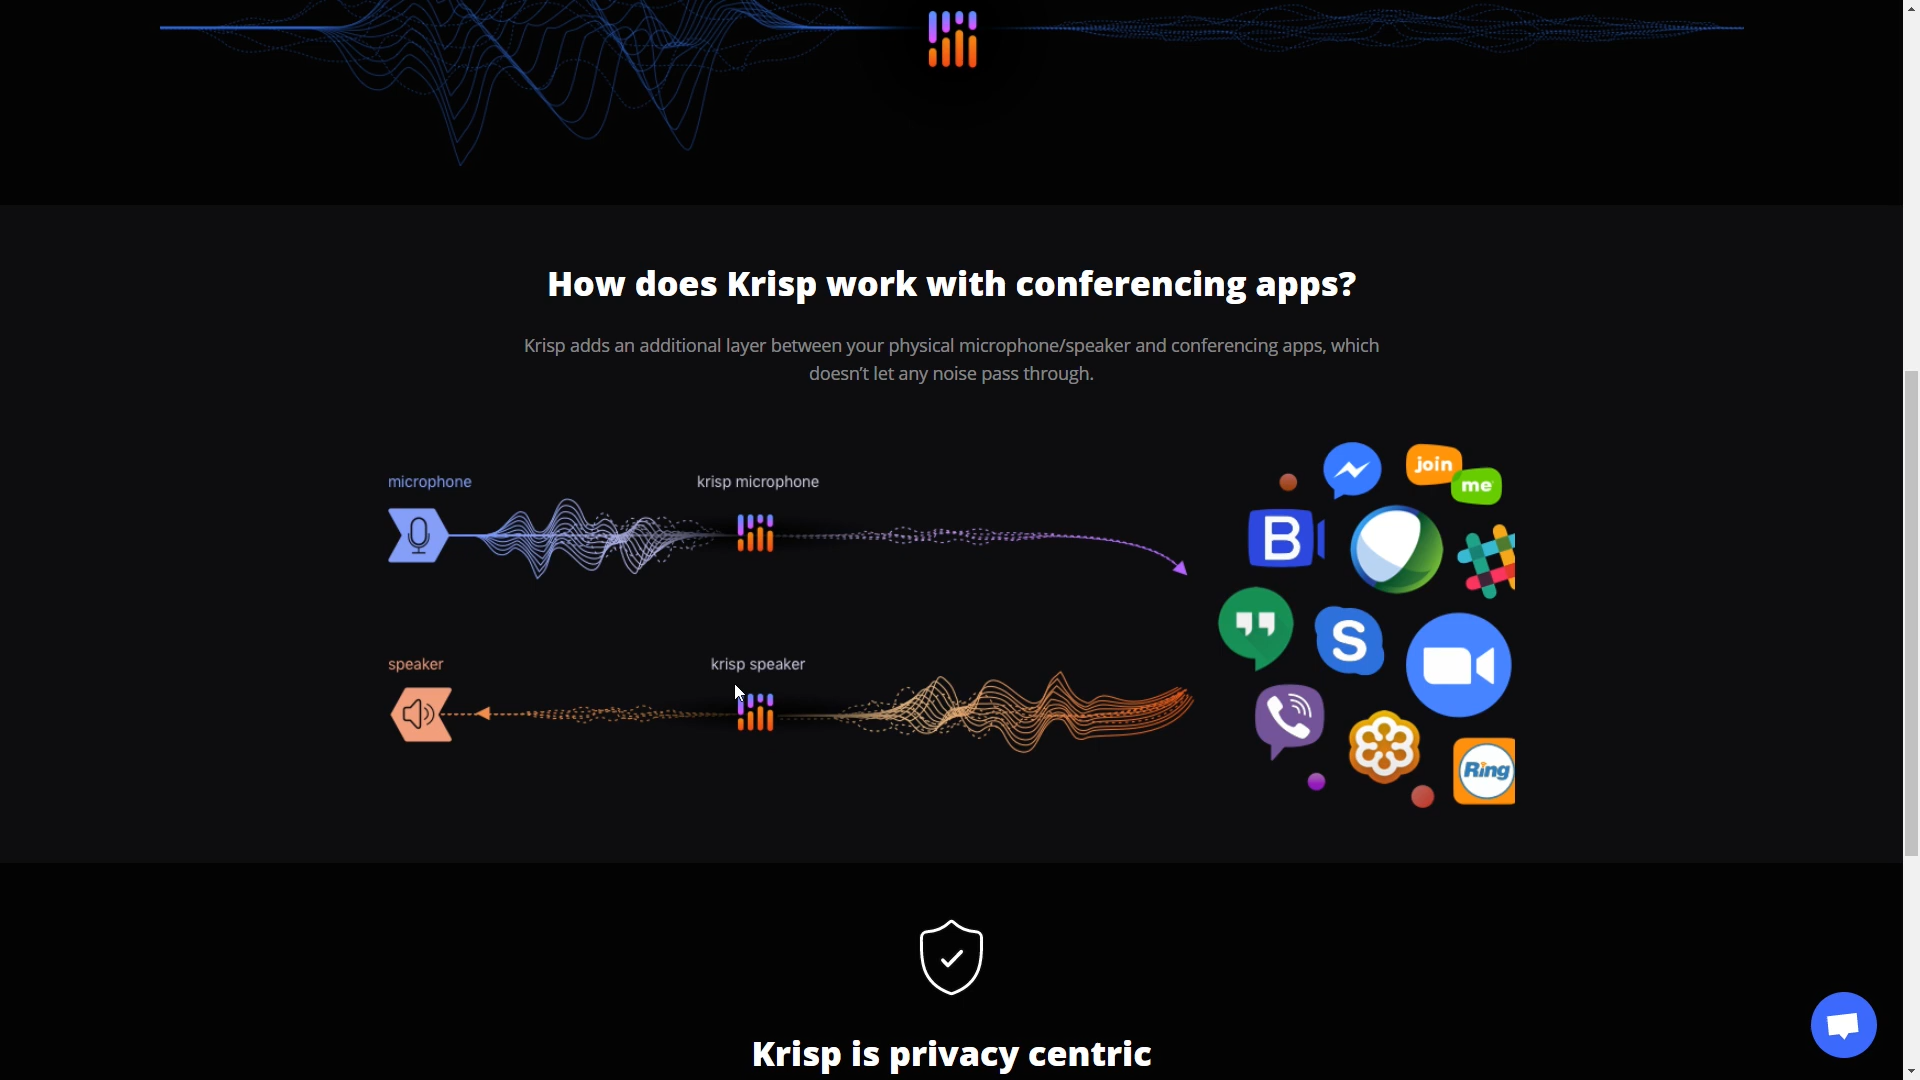 How does Krisp work with conferencing apps?
Krisp adds an additional layer between your physical microphone/speaker and conferencing apps, which
doesn’t let any noise pass through.
microphone
krisp microphone
join
me
B
S
speaker
krisp speaker
Ring
Krisp is privacy centric